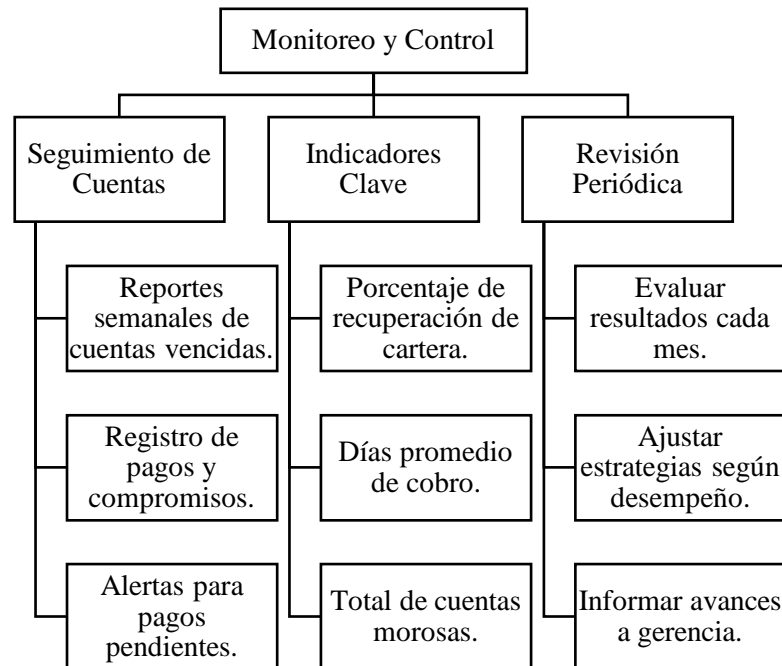 Monitoreo y Control
Seguimiento de
Cuentas
Reportes
semanales de
cuentas vencidas.
Registro de
pagos y
compromisos.
Alertas para
pagos
pendientes.
Indicadores
Clave
Porcentaje de
recuperación de
cartera.
Días promedio
de cobro.
Total de cuentas
morosas.
Revisión
Periódica
Evaluar
resultados cada
mes.
Ajustar
estrategias según
desempeño.
Informar avances
a gerencia.